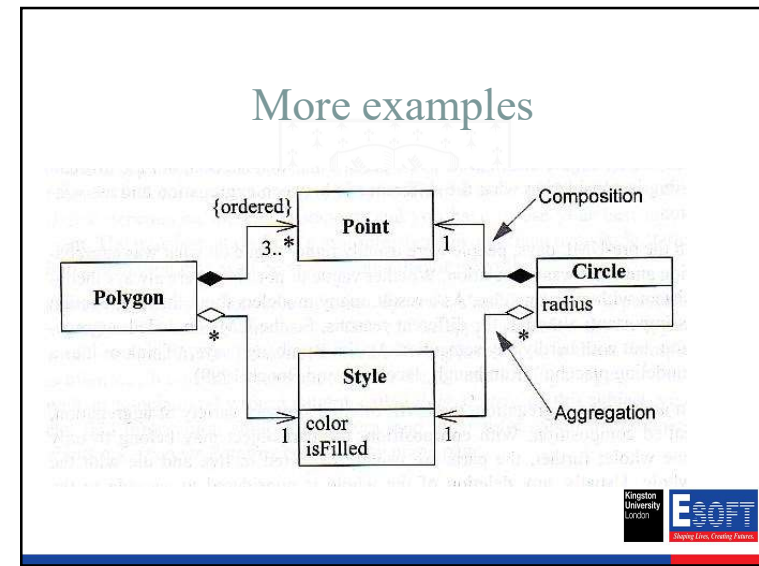 More examples
{ordered}
Point
3..*
1
Composition
Polygon
Circle
radius
*
*
Style
color
isFilled
1
1
Aggregation
Kingston
University
London
ESOFT
Shaping Lives, Creating Futures.